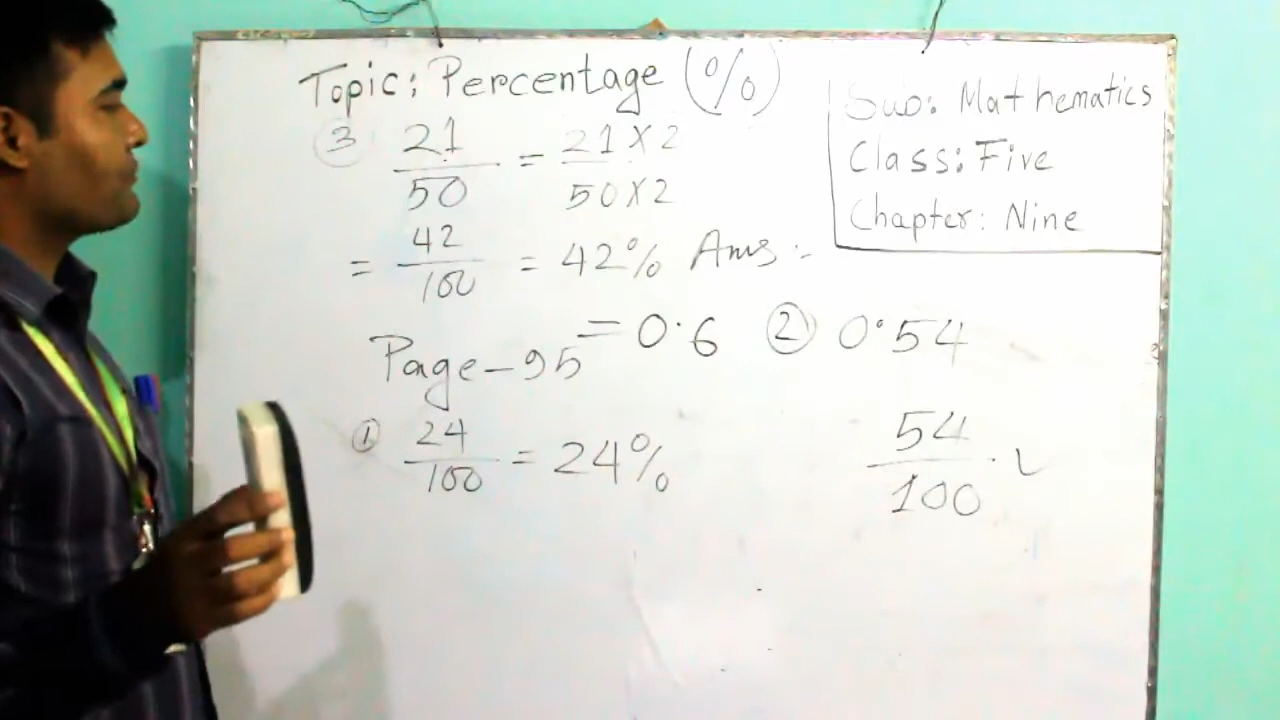 Topic: Percentage (%)
Sub: Mathematics
Class: Five
Chapter: Nine
③ 21/50 = 21×2/50×2
= 42/100 = 42% Ans.
Page-95 = 0.6 ② 0.54
① 24/100 = 24%
54/100